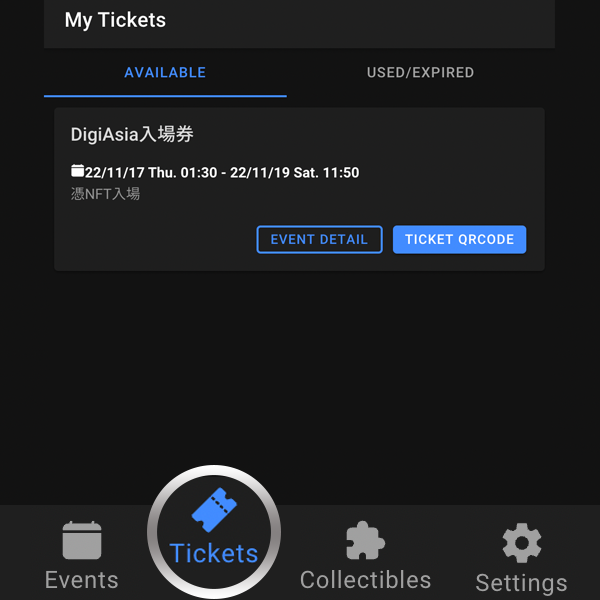 My Tickets
AVAILABLE USED/EXPIRED
DigiAsia入場券
22/11/17 Thu. 01:30 - 22/11/19 Sat. 11:50
憑NFT入場
EVENT DETAIL TICKET QRCODE
Events Tickets Collectibles Settings